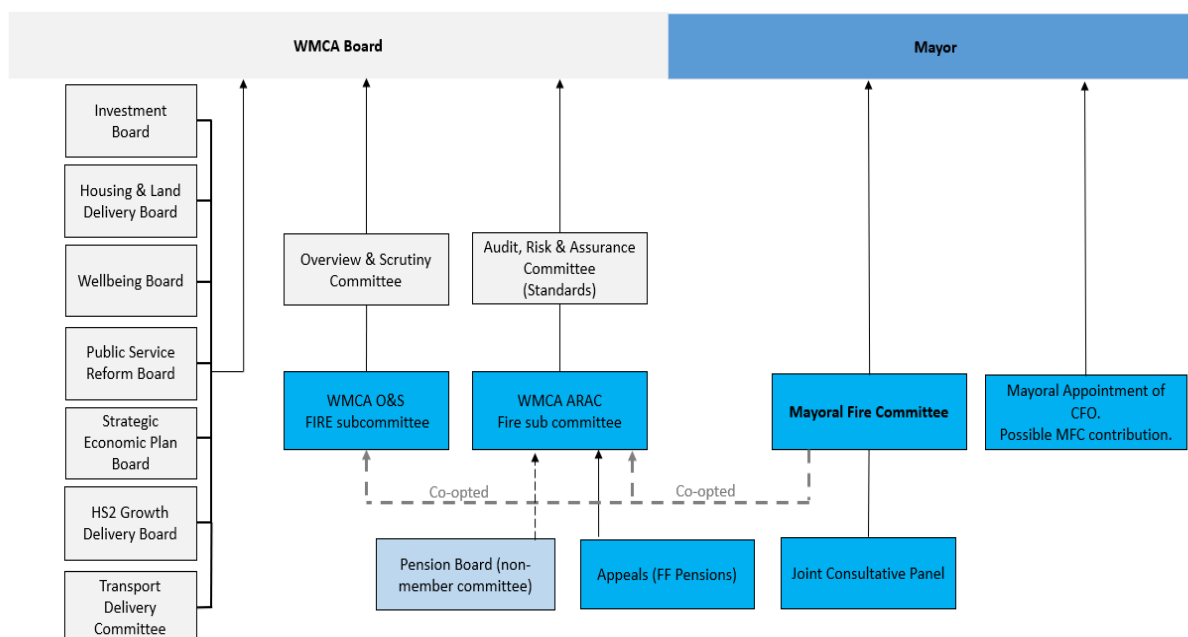 WMCA Board
Mayor
Investment
Board
Housing & Land
Delivery Board
Wellbeing Board
Public Service
Reform Board
Strategic
Economic Plan
Board
HS2 Growth
Delivery Board
Transport
Delivery
Committee
Overview & Scrutiny
Committee
Audit, Risk & Assurance
Committee
(Standards)
WMCA O&S
FIRE subcommittee
WMCA ARAC
Fire sub committee
Mayoral Fire Committee
Mayoral Appointment of
CFO.
Possible MFC contribution.
Co-opted
Co-opted
Pension Board (non-
member committee)
Appeals (FF Pensions)
Joint Consultative Panel